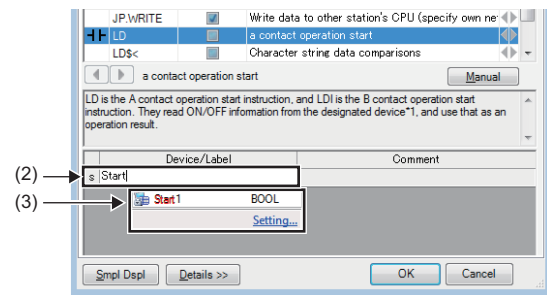 JP.WRITE Write data to other station's CPU (specify own ne
LD a contact operation start
LD$< Character string data comparisons
a contact operation start Manual
LD is the A contact operation start instruction, and LDI is the B contact operation start
instruction. They read ON/OFF information from the designated device*1, and use that as an
operation result.
Device/Label Comment
(2) s Start
(3) Start1 BOOL
Setting...
Smpl Dspl Details >> OK Cancel